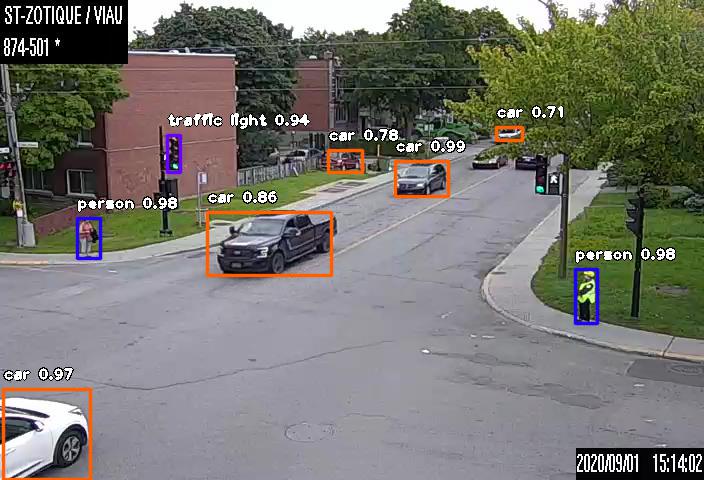 ST-ZOTIQUE / VIAU
874-501 *
traffic light 0.94
car 0.71
car 0.78
car 0.99
person 0.98
car 0.86
person 0.98
car 0.97
2020/09/01 15:14:02